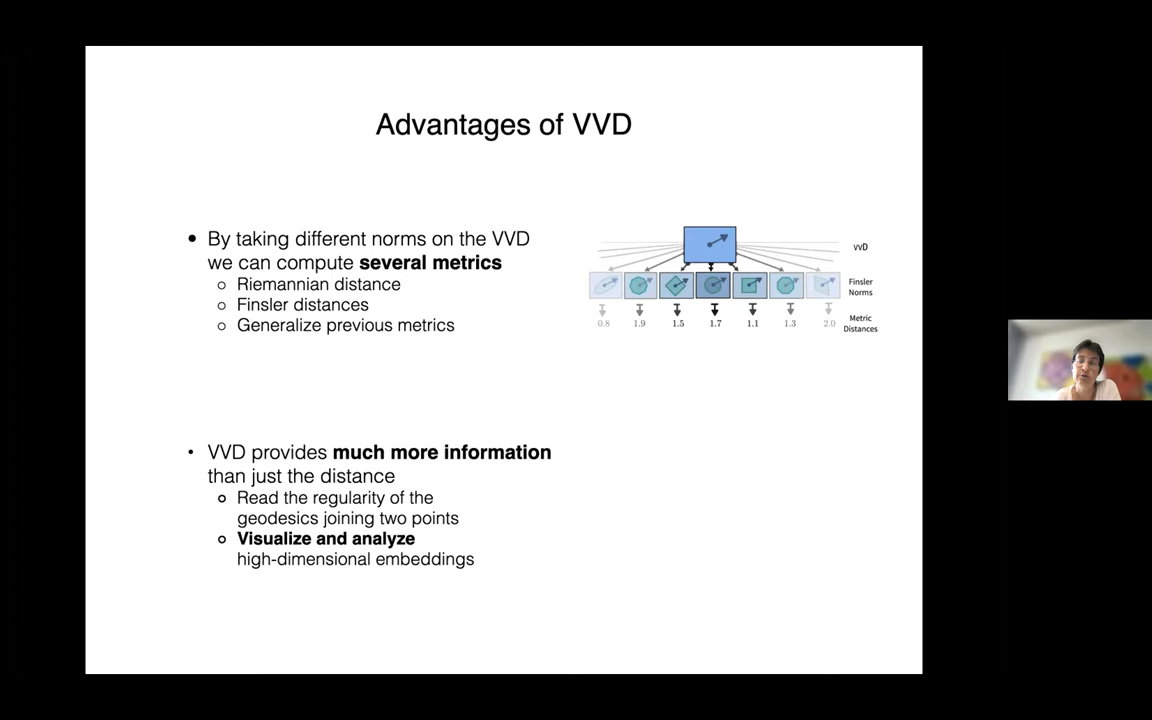 Advantages of VVD
• By taking different norms on the VVD
we can compute several metrics
○ Riemannian distance
○ Finsler distances
○ Generalize previous metrics
vvD
Finsler
Norms
0.8 1.9 1.5 1.7 1.1 1.3 2.0
Metric
Distances
• VVD provides much more information
than just the distance
○ Read the regularity of the
geodesics joining two points
○ Visualize and analyze
high-dimensional embeddings